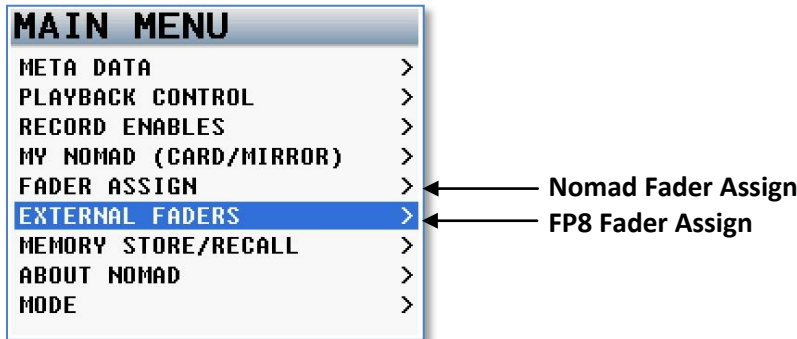 MAIN MENU
META DATA >
PLAYBACK CONTROL >
RECORD ENABLES >
MY NOMAD (CARD/MIRROR) >
FADER ASSIGN > Nomad Fader Assign
EXTERNAL FADERS > FP8 Fader Assign
MEMORY STORE/RECALL >
ABOUT NOMAD >
MODE >